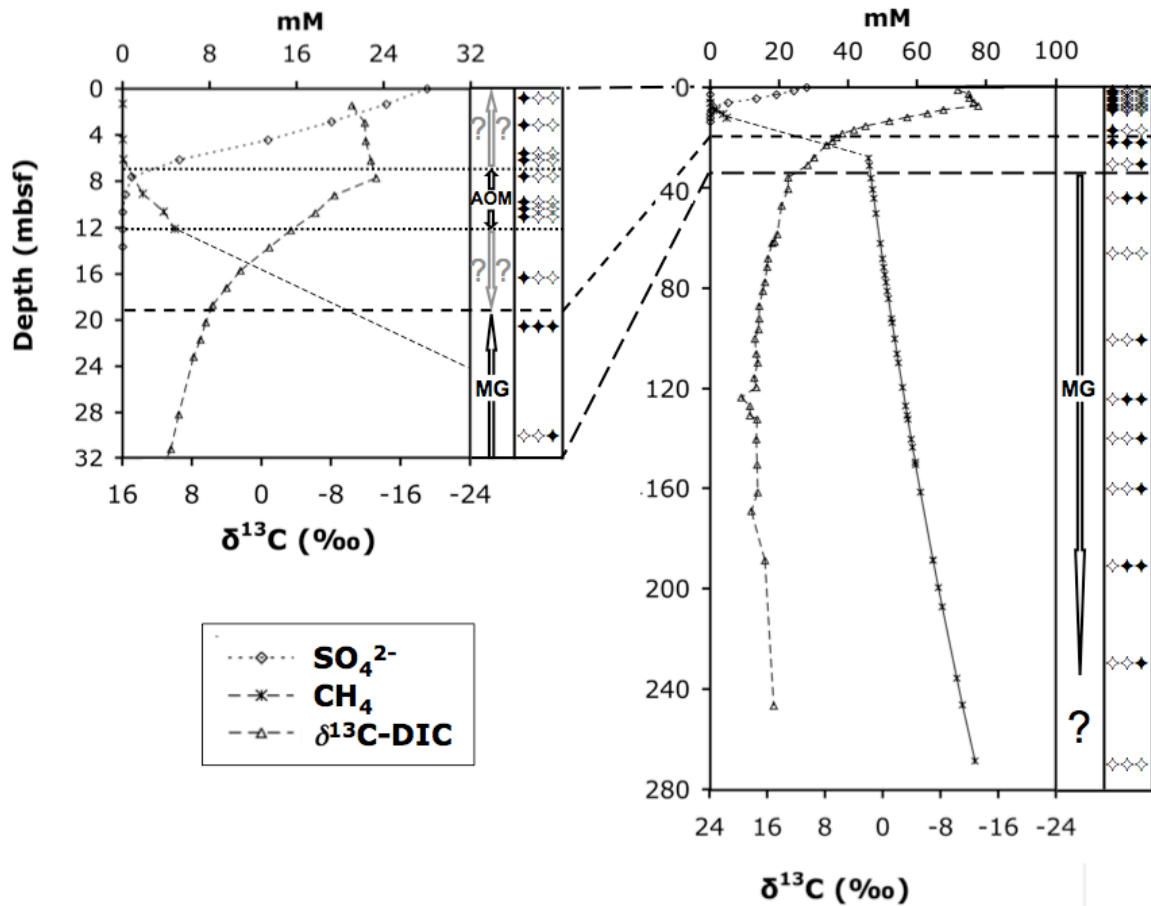 mM
0 8 16 24 32
0
4
8
12
16
20
24
28
32
Depth (mbsf)
? ?
AOM
? ?
MG
16 8 0 -8 -16 -24
δ¹³C (‰)
SO₄²⁻
CH₄
δ¹³C-DIC
mM
0 20 40 60 80 100
0
40
80
120
160
200
240
280
MG
?
24 16 8 0 -8 -16 -24
δ¹³C (‰)